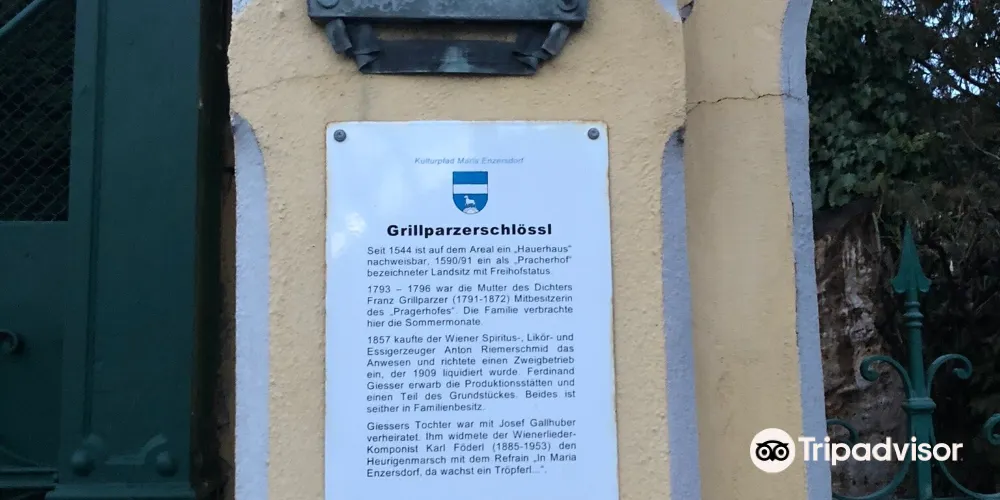 Kulturpfad Maria Enzersdorf
Grillparzerschlössl
Seit 1544 ist auf dem Areal ein „Hauerhaus"
nachweisbar, 1590/91 ein als „Pracherhof"
bezeichneter Landsitz mit Freihofstatus.
1793 – 1796 war die Mutter des Dichters
Franz Grillparzer (1791-1872) Mitbesitzerin
des „Pragerhofes". Die Familie verbrachte
hier die Sommermonate.
1857 kaufte der Wiener Spiritus-, Likör- und
Essigerzeuger Anton Riemerschmid das
Anwesen und richtete einen Zweigbetrieb
ein, der 1909 liquidiert wurde. Ferdinand
Giesser erwarb die Produktionsstätten und
einen Teil des Grundstückes. Beides ist
seither in Familienbesitz.
Giessers Tochter war mit Josef Gallhuber
verheiratet. Ihm widmete der Wienerlieder-
Komponist Karl Föderl (1885-1953) den
Heurigenmarsch mit dem Refrain „In Maria
Enzersdorf, da wachst ein Tröpferl...".
Tripadvisor